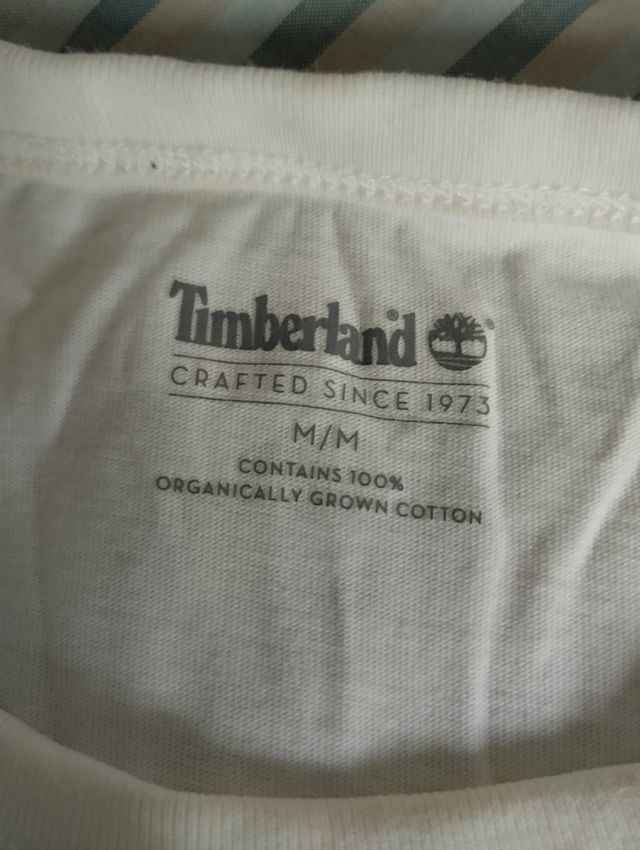 Timberland®
CRAFTED SINCE 1973
M/M
CONTAINS 100%
ORGANICALLY GROWN COTTON